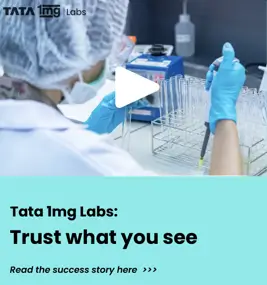 TATA 1mg Labs
Tata 1mg Labs:
Trust what you see
Read the success story here >>>